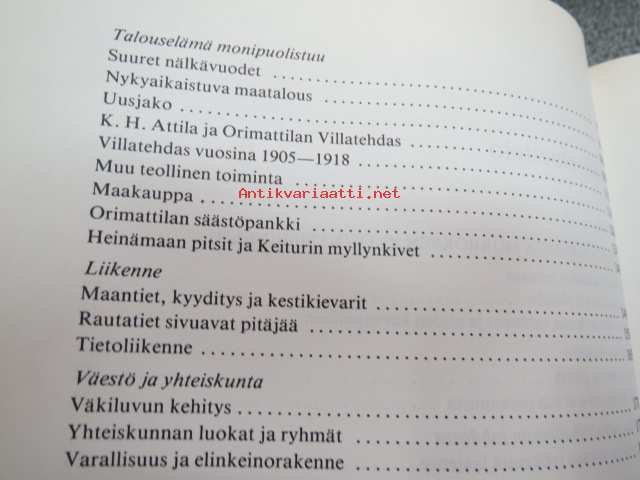 Talouselämä monipuolistuu
Suuret nälkävuodet
Nykyaikaistuva maatalous
Uusjako
K. H. Attila ja Orimattilan Villatehdas
Villatehdas vuosina 1905—1918
Muu teollinen toiminta
Maakauppa
Antikvariaatti.net
Orimattilan säästöpankki
Heinämaan pitsit ja Keiturin myllynkivet
Liikenne
Maantiet, kyyditys ja kestikievarit
Rautatiet sivuavat pitäjää
Tietoliikenne
Väestö ja yhteiskunta
Väkiluvun kehitys
Yhteiskunnan luokat ja ryhmät
Varallisuus ja elinkeinorakenne